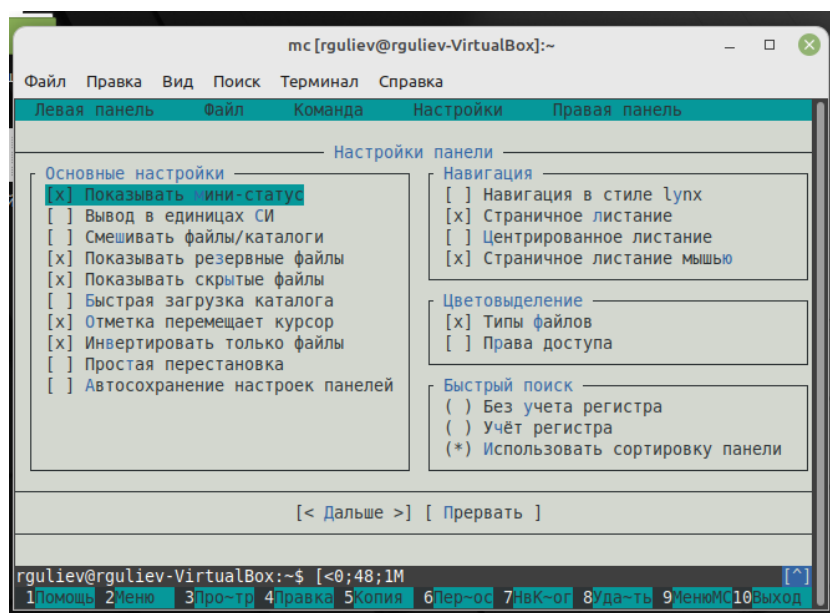 mc [rguliev@rguliev-VirtualBox]:~
Файл Правка Вид Поиск Терминал Справка
Левая панель Файл Команда Настройки Правая панель
Настройки панели
Основные настройки
[x] Показывать мини-статус
[ ] Вывод в единицах СИ
[ ] Смешивать файлы/каталоги
[x] Показывать резервные файлы
[x] Показывать скрытые файлы
[ ] Быстрая загрузка каталога
[x] Отметка перемещает курсор
[x] Инвертировать только файлы
[ ] Простая перестановка
[ ] Автосохранение настроек панелей
Навигация
[ ] Навигация в стиле lynx
[x] Страничное листание
[ ] Центрированное листание
[x] Страничное листание мышью
Цветовыделение
[x] Типы файлов
[ ] Права доступа
Быстрый поиск
( ) Без учета регистра
( ) Учёт регистра
(*) Использовать сортировку панели
[< Дальше >] [ Прервать ]
rguliev@rguliev-VirtualBox:~$ [<0;48;1M [^]
1Помощь 2Меню 3Про~тр 4Правка 5Копия 6Пер~ос 7НвК~ог 8Уда~ть 9МенюMC 10Выход